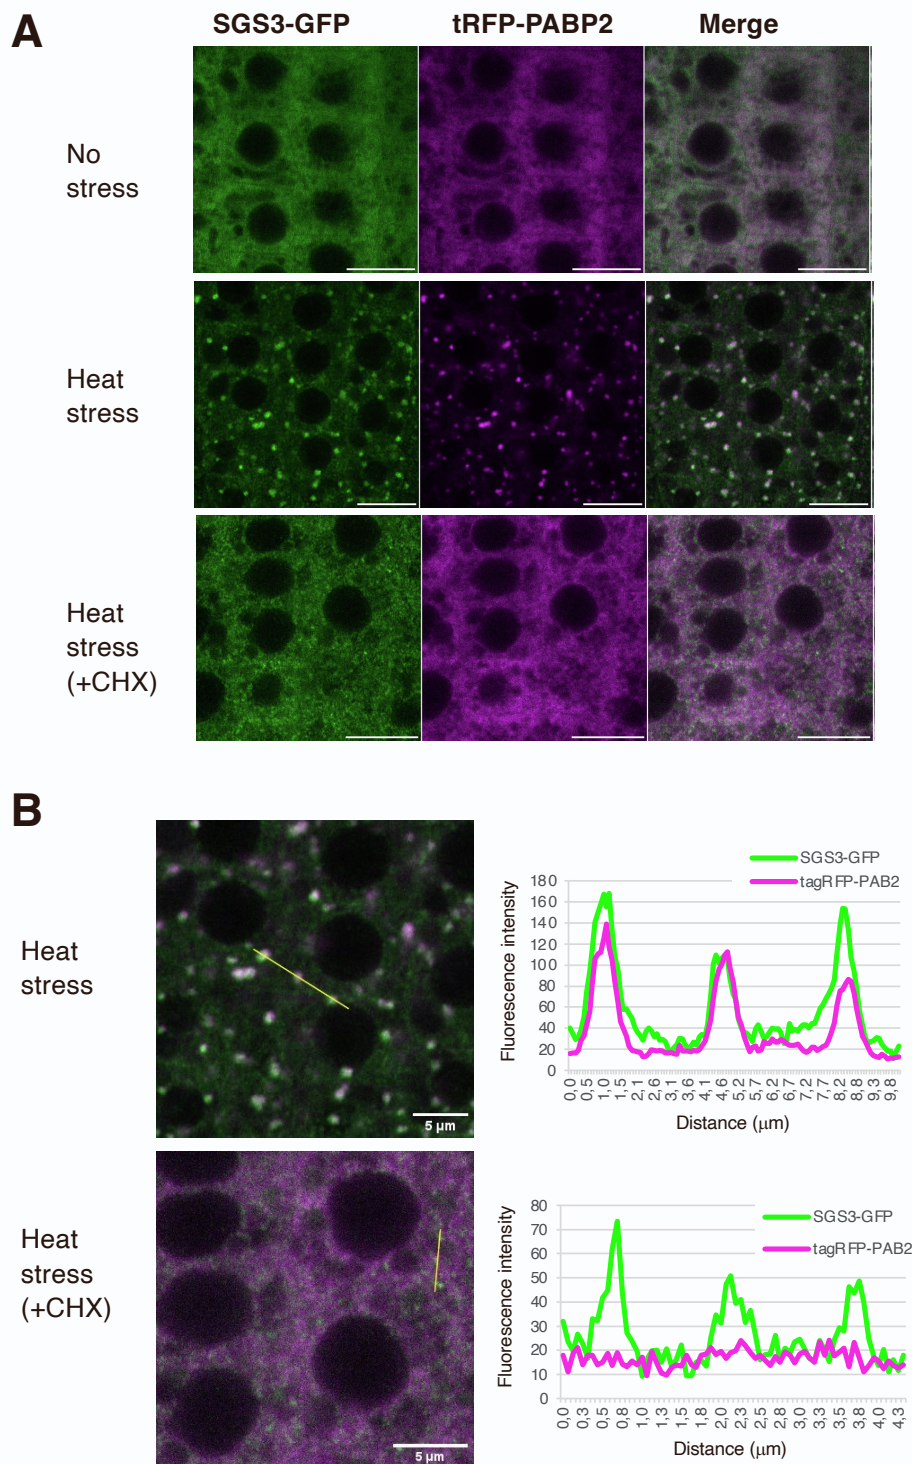 A
SGS3-GFP
tRFP-PABP2
Merge
No
stress
Heat
stress
Heat
stress
(+CHX)
B
Heat
stress
5 μm
SGS3-GFP
tagRFP-PAB2
Fluorescence intensity
180
160
140
120
100
80
60
40
20
0
0,0
0,5
1,0
1,5
2,1
2,6
3,1
3,6
4,1
4,6
5,2
5,7
6,2
6,7
7,2
7,7
8,2
8,8
9,3
9,8
Distance (μm)
Heat
stress
(+CHX)
5 μm
SGS3-GFP
tagRFP-PAB2
Fluorescence intensity
80
70
60
50
40
30
20
10
0
0,0
0,3
0,5
0,8
1,0
1,3
1,5
1,8
2,0
2,3
2,5
2,8
3,0
3,3
3,5
3,8
4,0
4,3
Distance (μm)